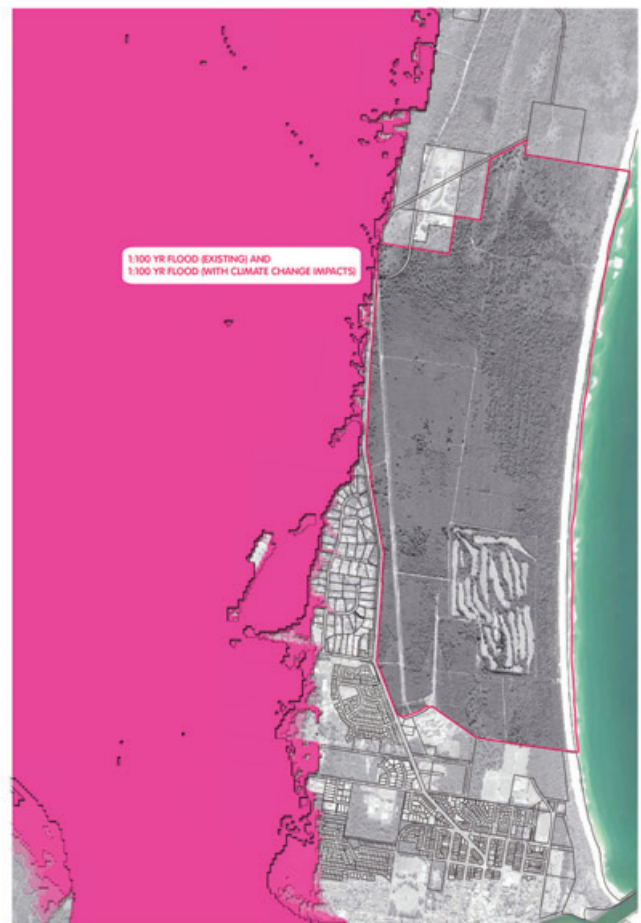 1:100 YR FLOOD (EXISTING) AND
1:100 YR FLOOD (WITH CLIMATE CHANGE IMPACTS)